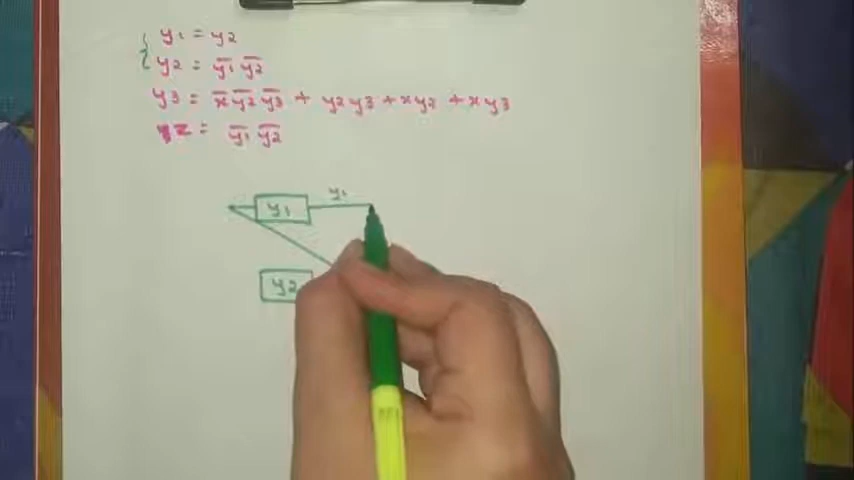 y1 = y2
y2 = y̅1̅ y̅2̅
y3 = x̅ y̅2̅ y̅3̅ + y2 y3 + x y2 + x y3
z = y̅1̅ y̅2̅
y1
y1
y2